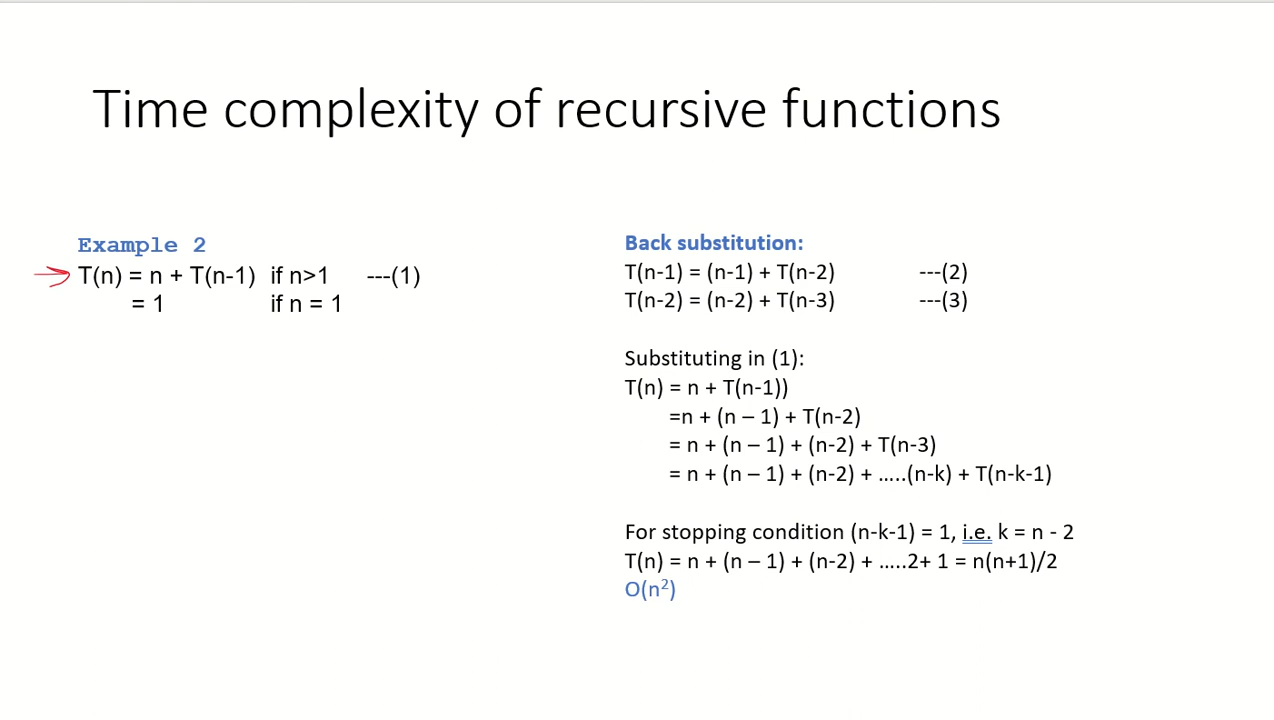 Time complexity of recursive functions
Example 2
T(n) = n + T(n-1) if n>1 ---(1)
= 1 if n = 1
Back substitution:
T(n-1) = (n-1) + T(n-2) ---(2)
T(n-2) = (n-2) + T(n-3) ---(3)
Substituting in (1):
T(n) = n + T(n-1))
=n + (n – 1) + T(n-2)
= n + (n – 1) + (n-2) + T(n-3)
= n + (n – 1) + (n-2) + …..(n-k) + T(n-k-1)
For stopping condition (n-k-1) = 1, i.e. k = n - 2
T(n) = n + (n – 1) + (n-2) + …..2+ 1 = n(n+1)/2
O(n²)